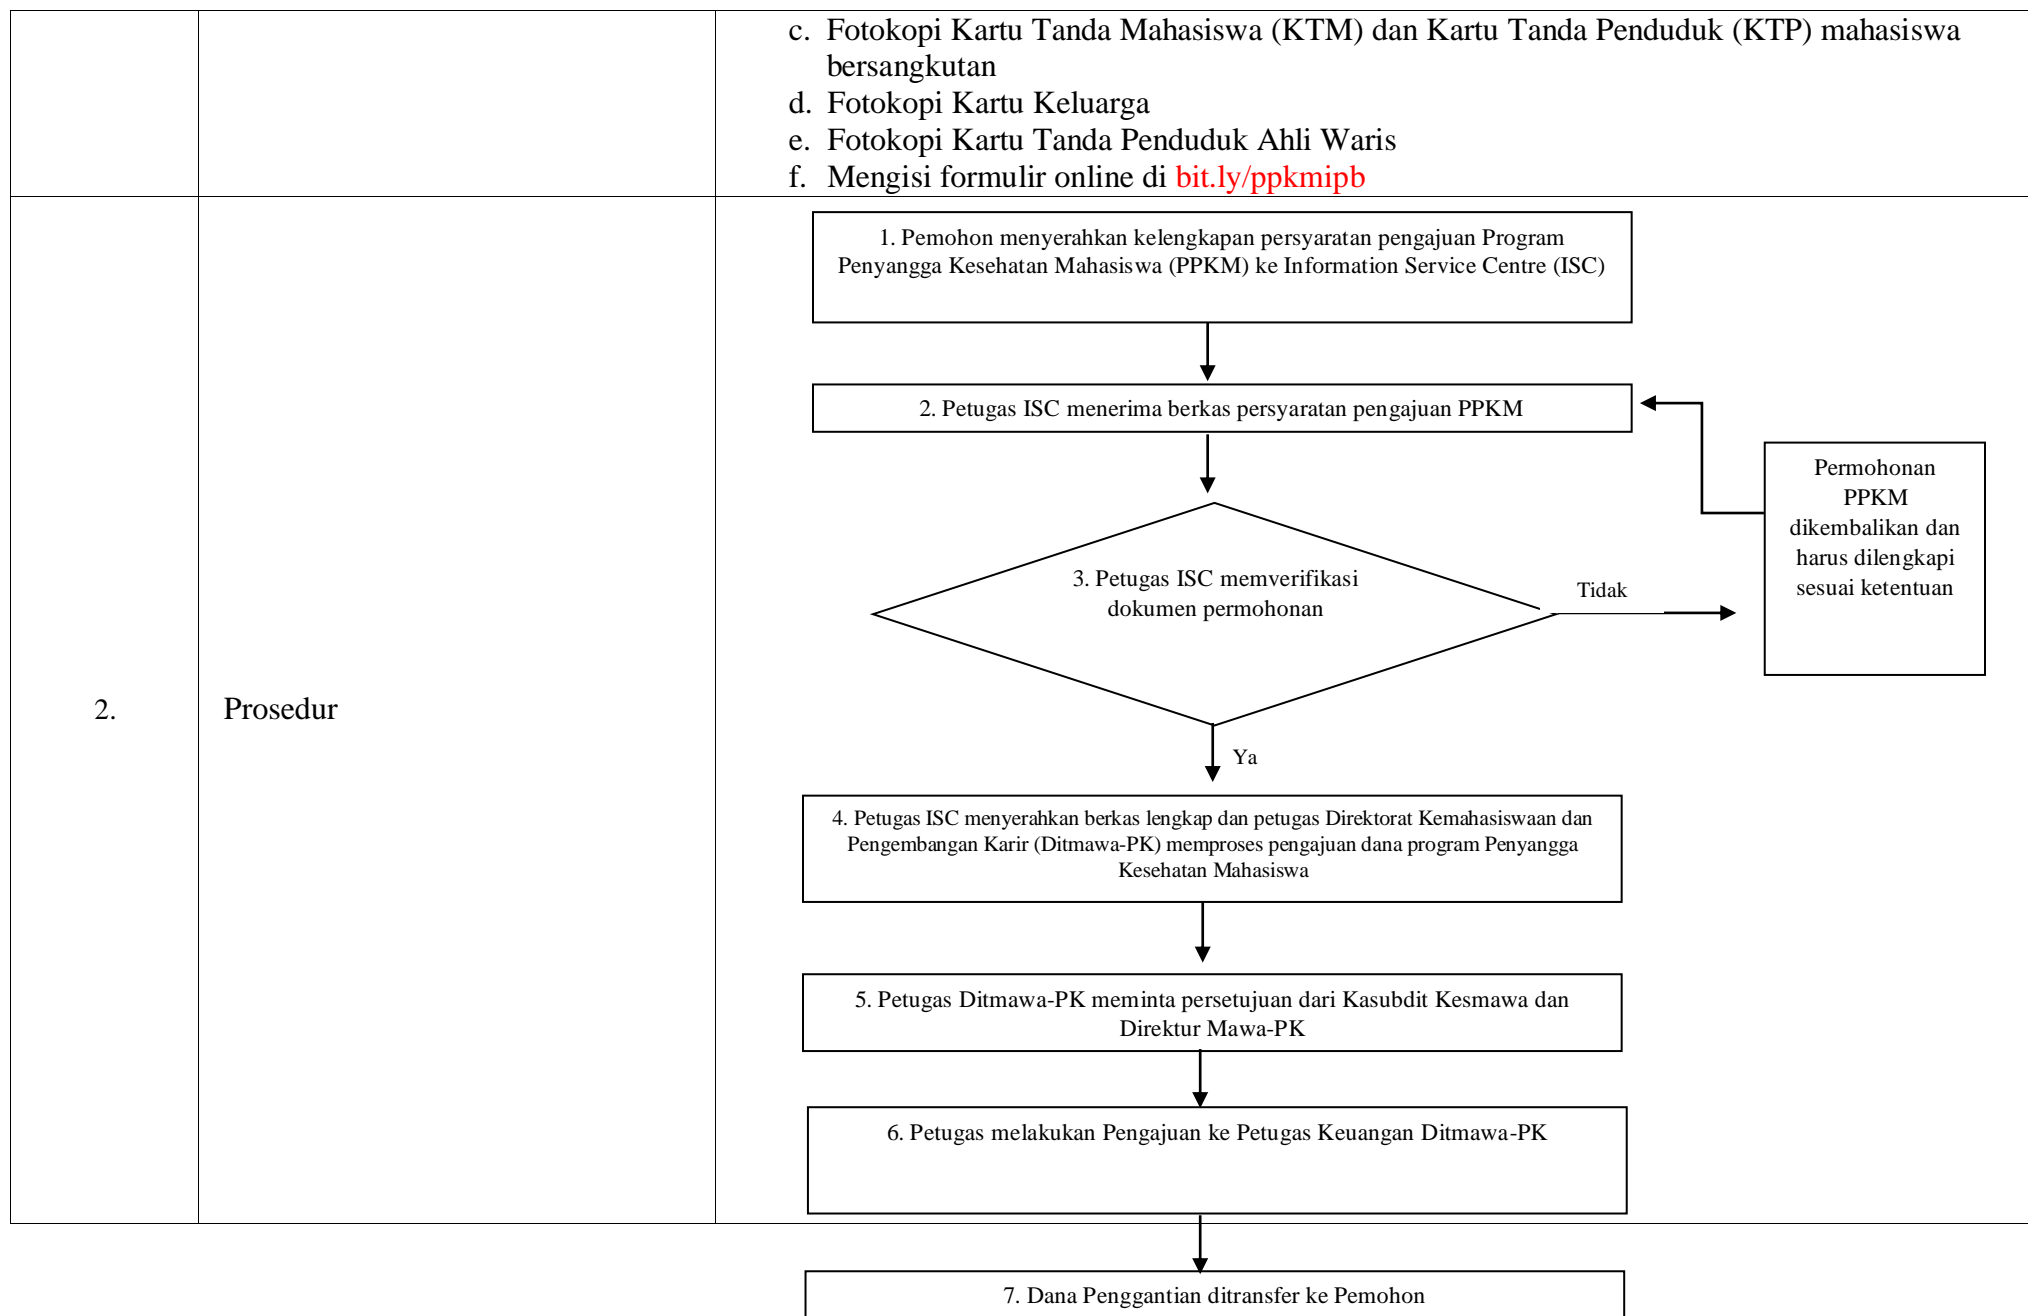 c. Fotokopi Kartu Tanda Mahasiswa (KTM) dan Kartu Tanda Penduduk (KTP) mahasiswa
bersangkutan
d. Fotokopi Kartu Keluarga
e. Fotokopi Kartu Tanda Penduduk Ahli Waris
f. Mengisi formulir online di bit.ly/ppkmipb
2.
Prosedur
1. Pemohon menyerahkan kelengkapan persyaratan pengajuan Program
Penyangga Kesehatan Mahasiswa (PPKM) ke Information Service Centre (ISC)
2. Petugas ISC menerima berkas persyaratan pengajuan PPKM
Permohonan
PPKM
dikembalikan dan
harus dilengkapi
sesuai ketentuan
3. Petugas ISC memverifikasi
dokumen permohonan
Tidak
Ya
4. Petugas ISC menyerahkan berkas lengkap dan petugas Direktorat Kemahasiswaan dan
Pengembangan Karir (Ditmawa-PK) memproses pengajuan dana program Penyangga
Kesehatan Mahasiswa
5. Petugas Ditmawa-PK meminta persetujuan dari Kasubdit Kesmawa dan
Direktur Mawa-PK
6. Petugas melakukan Pengajuan ke Petugas Keuangan Ditmawa-PK
7. Dana Penggantian ditransfer ke Pemohon